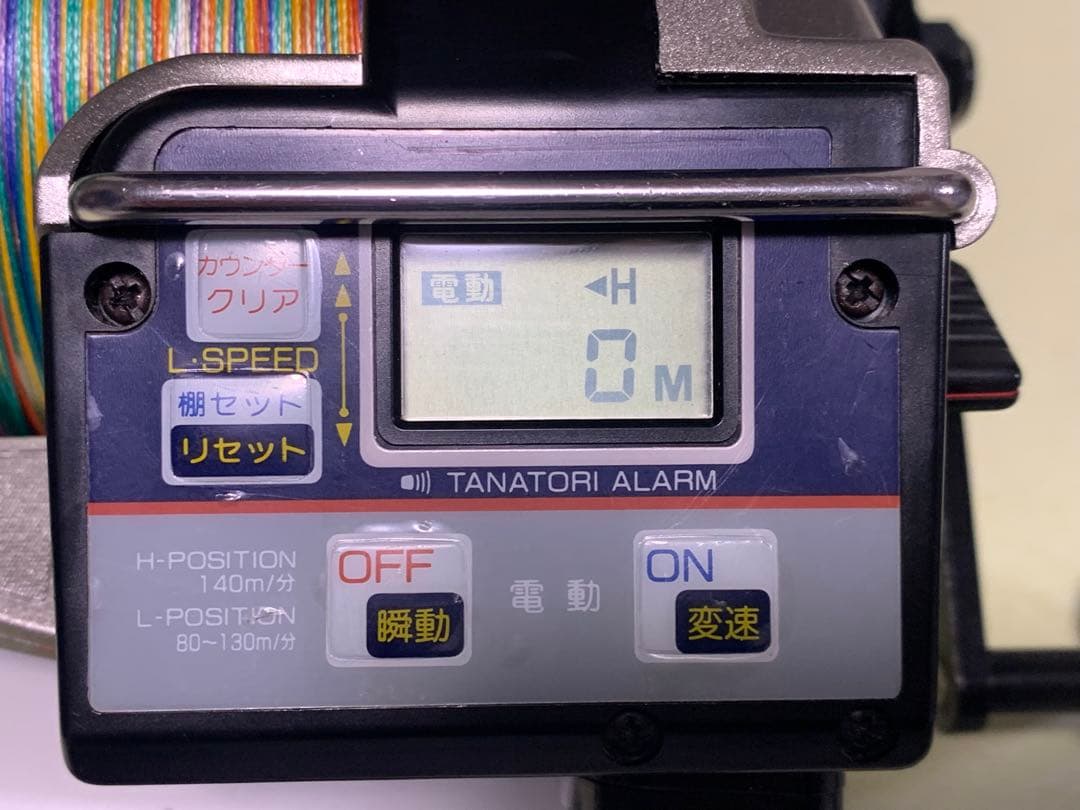 カウンター
クリア
L・SPEED
棚セット
リセット
電動
◀H
0M
TANATORI ALARM
H-POSITION
140m/分
L-POSITION
80〜130m/分
OFF
瞬動
電動
ON
変速